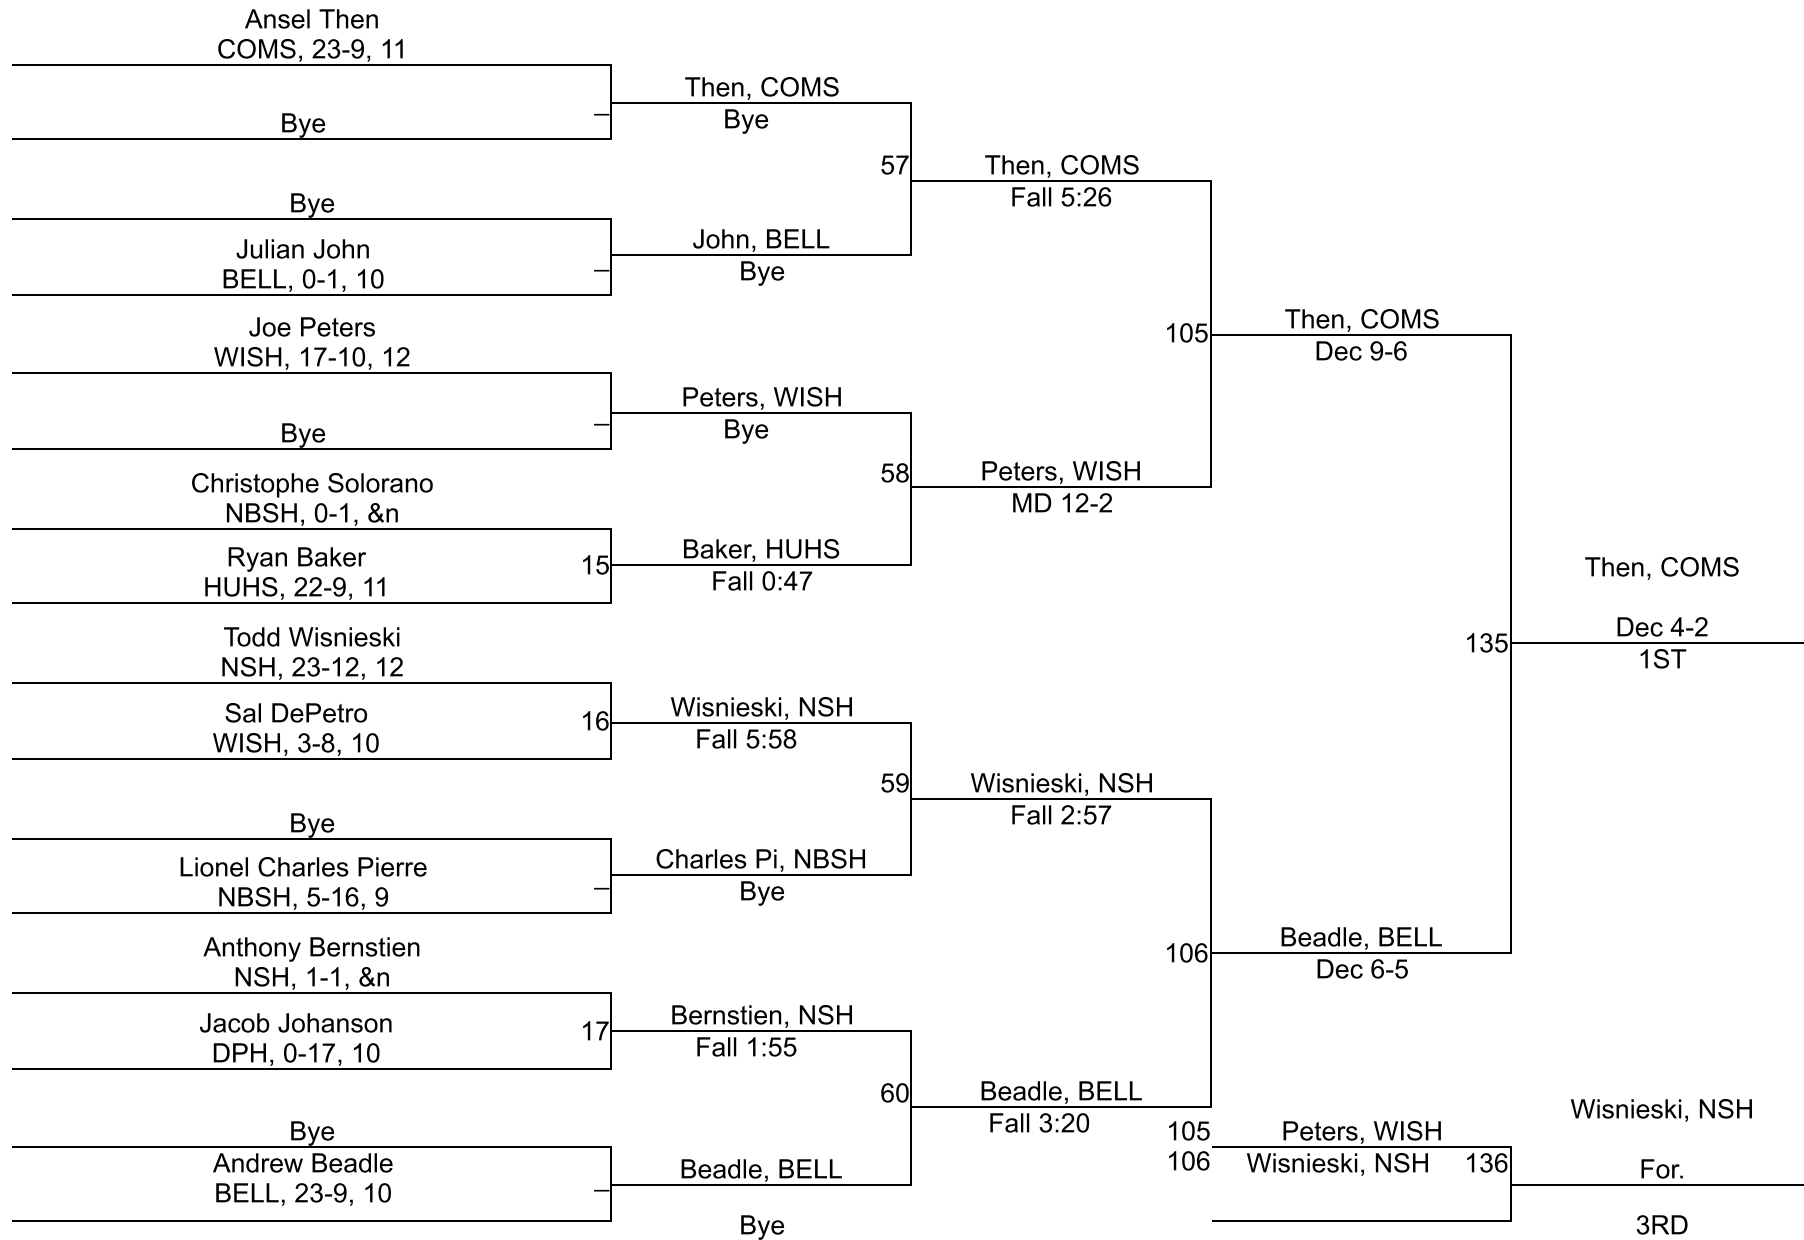 Ansel Then
COMS, 23-9, 11
Bye
–
Bye
Julian John
BELL, 0-1, 10
–
Joe Peters
WISH, 17-10, 12
Bye
–
Christophe Solorano
NBSH, 0-1, &n
Ryan Baker
HUHS, 22-9, 11
15
Todd Wisnieski
NSH, 23-12, 12
Sal DePetro
WISH, 3-8, 10
16
Bye
Lionel Charles Pierre
NBSH, 5-16, 9
–
Anthony Bernstien
NSH, 1-1, &n
Jacob Johanson
DPH, 0-17, 10
17
Bye
Andrew Beadle
BELL, 23-9, 10
–
Then, COMS
Bye
57
John, BELL
Bye
Peters, WISH
Bye
58
Baker, HUHS
Fall 0:47
Wisnieski, NSH
Fall 5:58
59
Charles Pi, NBSH
Bye
Bernstien, NSH
Fall 1:55
60
Beadle, BELL
Bye
Then, COMS
Fall 5:26
105
Peters, WISH
MD 12-2
Wisnieski, NSH
Fall 2:57
106
Beadle, BELL
Fall 3:20
Then, COMS
Dec 9-6
135
Beadle, BELL
Dec 6-5
Then, COMS
Dec 4-2
1ST
105 Peters, WISH
106 Wisnieski, NSH 136
Wisnieski, NSH
For.
3RD